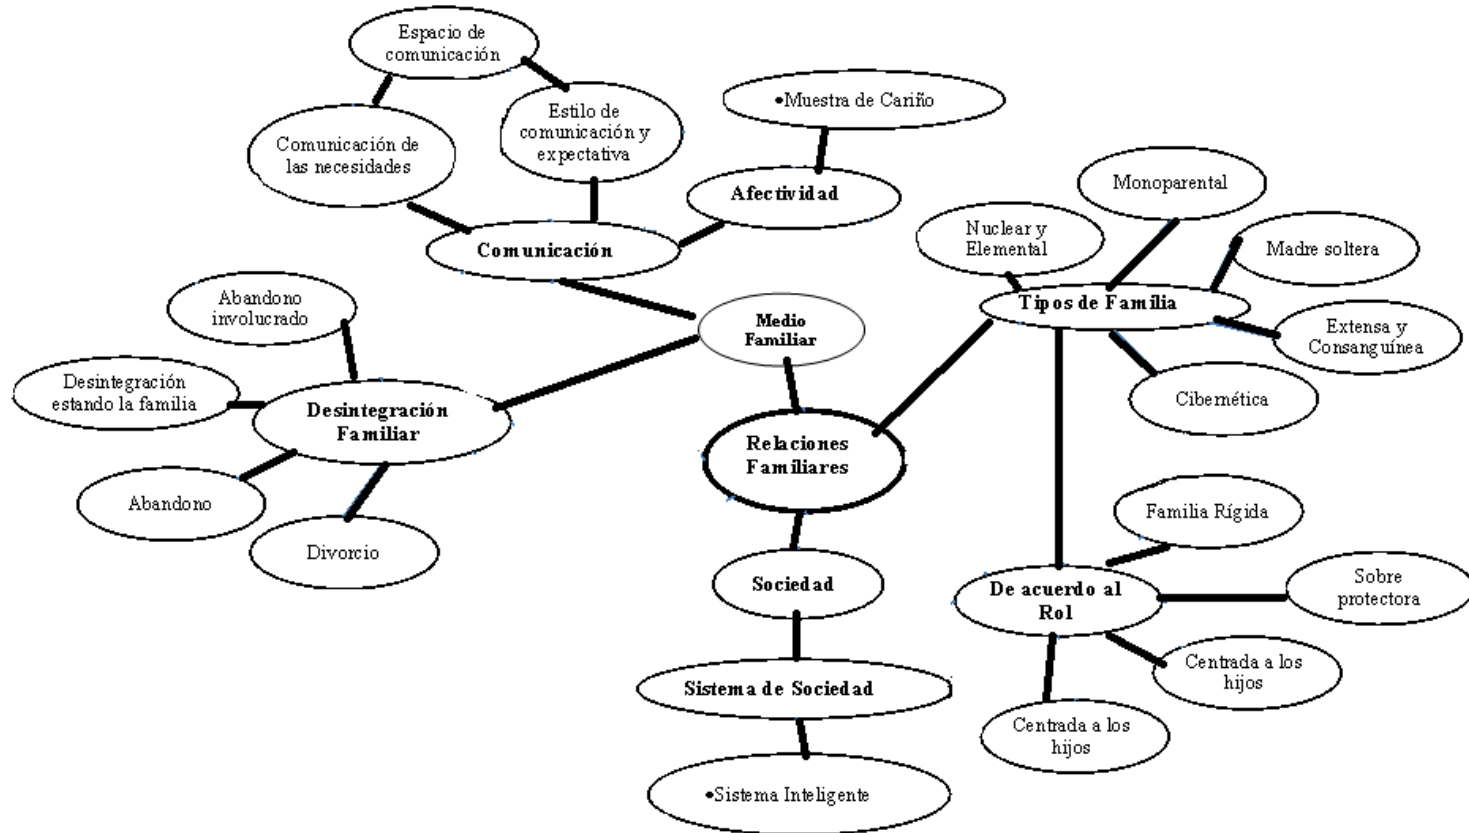 Espacio de
comunicación
Comunicación de
las necesidades
Estilo de
comunicación y
expectativa
•Muestra de Cariño
Afectividad
Comunicación
Monoparental
Nuclear y
Elemental
Madre soltera
Tipos de Família
Extensa y
Consanguínea
Cibernética
Abandono
involucrado
Medio
Familiar
Desintegración
estando la familia
Desintegración
Familiar
Abandono
Divorcio
Relaciones
Familiares
Familia Rígida
Sociedad
De acuerdo al
Rol
Sobre
protectora
Centrada a los
hijos
Centrada a los
hijos
Sistema de Sociedad
•Sistema Inteligente